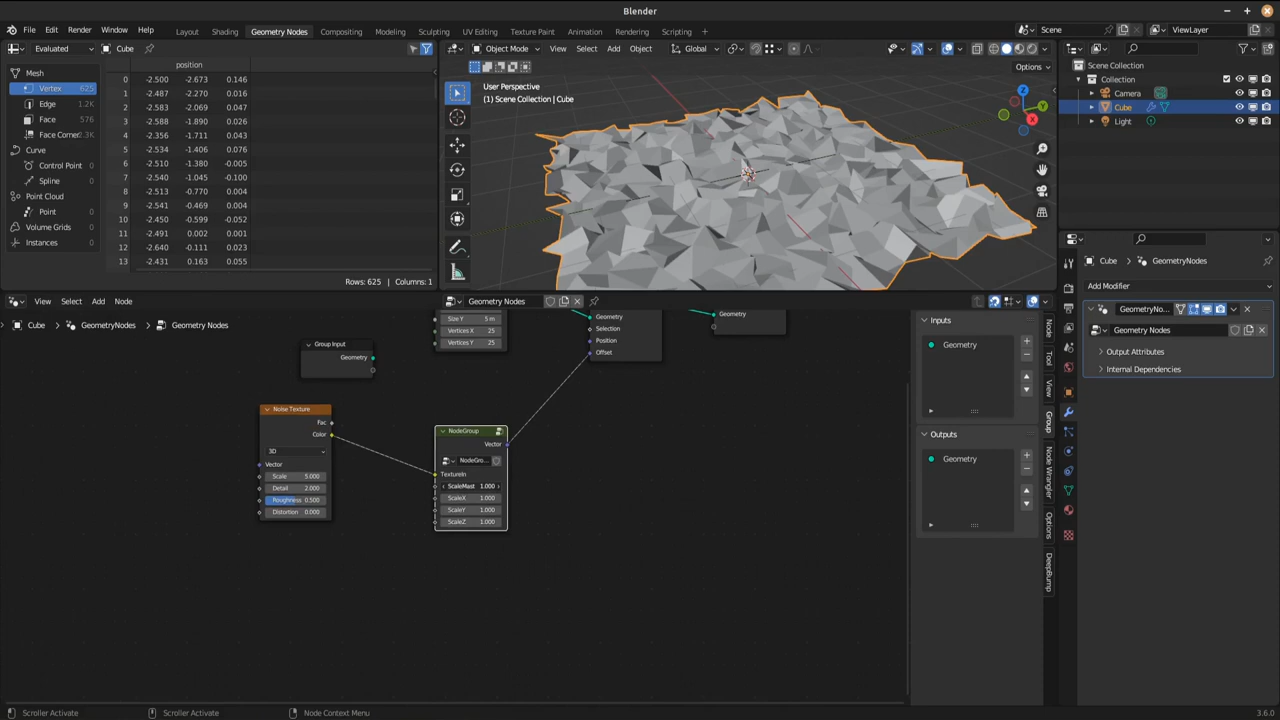 Blender
File Edit Render Window Help Layout Shading Geometry Nodes Compositing Modeling Sculpting UV Editing Texture Paint Animation Rendering Scripting Scene ViewLayer
Evaluated Cube
Object Mode View Select Add Object Global
Options
position
Mesh
Vertex 625
Edge 1.2K
Face 576
Face Corner 2.3K
Curve
Control Point 0
Spline 0
Point Cloud
Point 0
Volume Grids 0
Instances 0
0 -2.500 -2.673 0.146
1 -2.487 -2.270 0.016
2 -2.583 -2.069 0.047
3 -2.588 -1.890 0.026
4 -2.356 -1.711 0.043
5 -2.534 -1.406 0.076
6 -2.510 -1.380 -0.005
7 -2.540 -1.045 -0.100
8 -2.513 -0.770 0.004
9 -2.541 -0.469 0.004
10 -2.450 -0.599 -0.052
11 -2.491 0.002 -0.031
12 -2.640 -0.111 0.023
13 -2.431 0.163 0.055
Rows: 625 | Columns: 1
User Perspective
(1) Scene Collection | Cube
Z
Y
X
Scene Collection
Collection
Camera
Cube
Light
Cube GeometryNodes
Add Modifier
GeometryNo...
Geometry Nodes
Output Attributes
Internal Dependencies
View Select Add Node Geometry Nodes
Cube GeometryNodes Geometry Nodes
Size Y 5 m
Vertices X 25
Vertices Y 25
Geometry
Selection
Position
Offset
Geometry
Group Input
Geometry
Noise Texture
Fac
Color
3D
Vector
Scale 5.000
Detail 2.000
Roughness 0.500
Distortion 0.000
NodeGroup
Vector
NodeGro...
TextureIn
ScaleMast 1.000
ScaleX 1.000
ScaleY 1.000
ScaleZ 1.000
Inputs
Geometry
Outputs
Geometry
Node
Tool
View
Group
Node Wrangler
Options
DeepBump
Scroller Activate Scroller Activate Node Context Menu 3.6.0